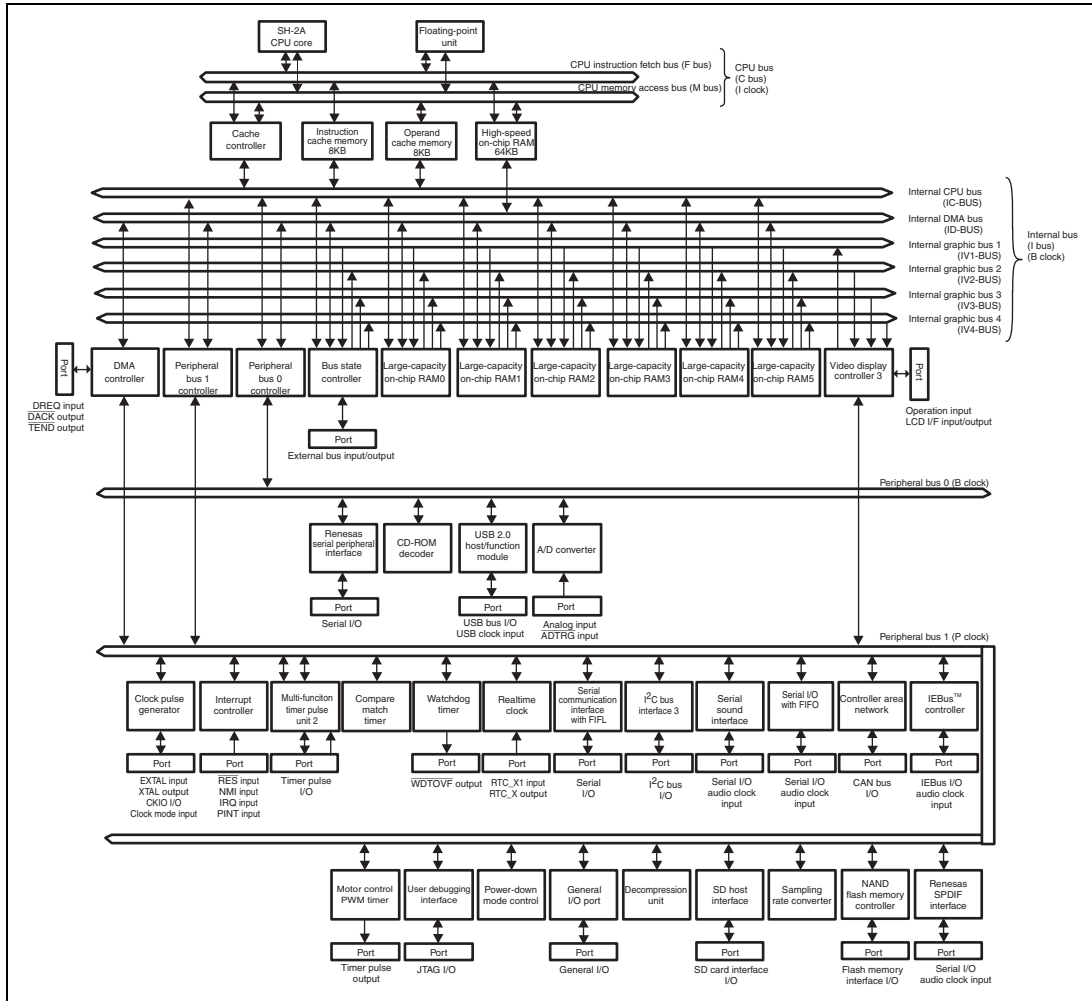 SH-2A
CPU core
Floating-point
unit
CPU instruction fetch bus (F bus)
CPU memory access bus (M bus)
CPU bus
(C bus)
(I clock)
Cache
controller
Instruction
cache memory
8KB
Operand
cache memory
8KB
High-speed
on-chip RAM
64KB
Internal CPU bus
(IC-BUS)
Internal DMA bus
(ID-BUS)
Internal graphic bus 1
(IV1-BUS)
Internal graphic bus 2
(IV2-BUS)
Internal graphic bus 3
(IV3-BUS)
Internal graphic bus 4
(IV4-BUS)
Internal bus
(I bus)
(B clock)
Port
DREQ input
DACK output
TEND output
DMA
controller
Peripheral
bus 1
controller
Peripheral
bus 0
controller
Bus state
controller
Large-capacity
on-chip RAM0
Large-capacity
on-chip RAM1
Large-capacity
on-chip RAM2
Large-capacity
on-chip RAM3
Large-capacity
on-chip RAM4
Large-capacity
on-chip RAM5
Video display
controller 3
Port
Operation input
LCD I/F input/output
Port
External bus input/output
Peripheral bus 0 (B clock)
Renesas
serial peripheral
interface
CD-ROM
decoder
USB 2.0
host/function
module
A/D converter
Port
Serial I/O
Port
USB bus I/O
USB clock input
Port
Analog input
ADTRG input
Peripheral bus 1 (P clock)
Clock pulse
generator
Interrupt
controller
Multi-funciton
timer pulse
unit 2
Compare
match
timer
Watchdog
timer
Realtime
clock
Serial
communication
interface
with FIFL
I2C bus
interface 3
Serial
sound
interface
Serial I/O
with FIFO
Controller area
network
IEBus™
controller
Port
EXTAL input
XTAL output
CKIO I/O
Clock mode input
Port
RES input
NMI input
IRQ input
PINT input
Port
Timer pulse
I/O
Port
WDTOVF output
Port
RTC_X1 input
RTC_X output
Port
Serial
I/O
Port
I2C bus
I/O
Port
Serial I/O
audio clock
input
Port
Serial I/O
audio clock
input
Port
CAN bus
I/O
Port
IEBus I/O
audio clock
input
Motor control
PWM timer
User debugging
interface
Power-down
mode control
General
I/O port
Decompression
unit
SD host
interface
Sampling
rate converter
NAND
flash memory
controller
Renesas
SPDIF
interface
Port
Timer pulse
output
Port
JTAG I/O
Port
General I/O
Port
SD card interface
I/O
Port
Flash memory
interface I/O
Port
Serial I/O
audio clock input